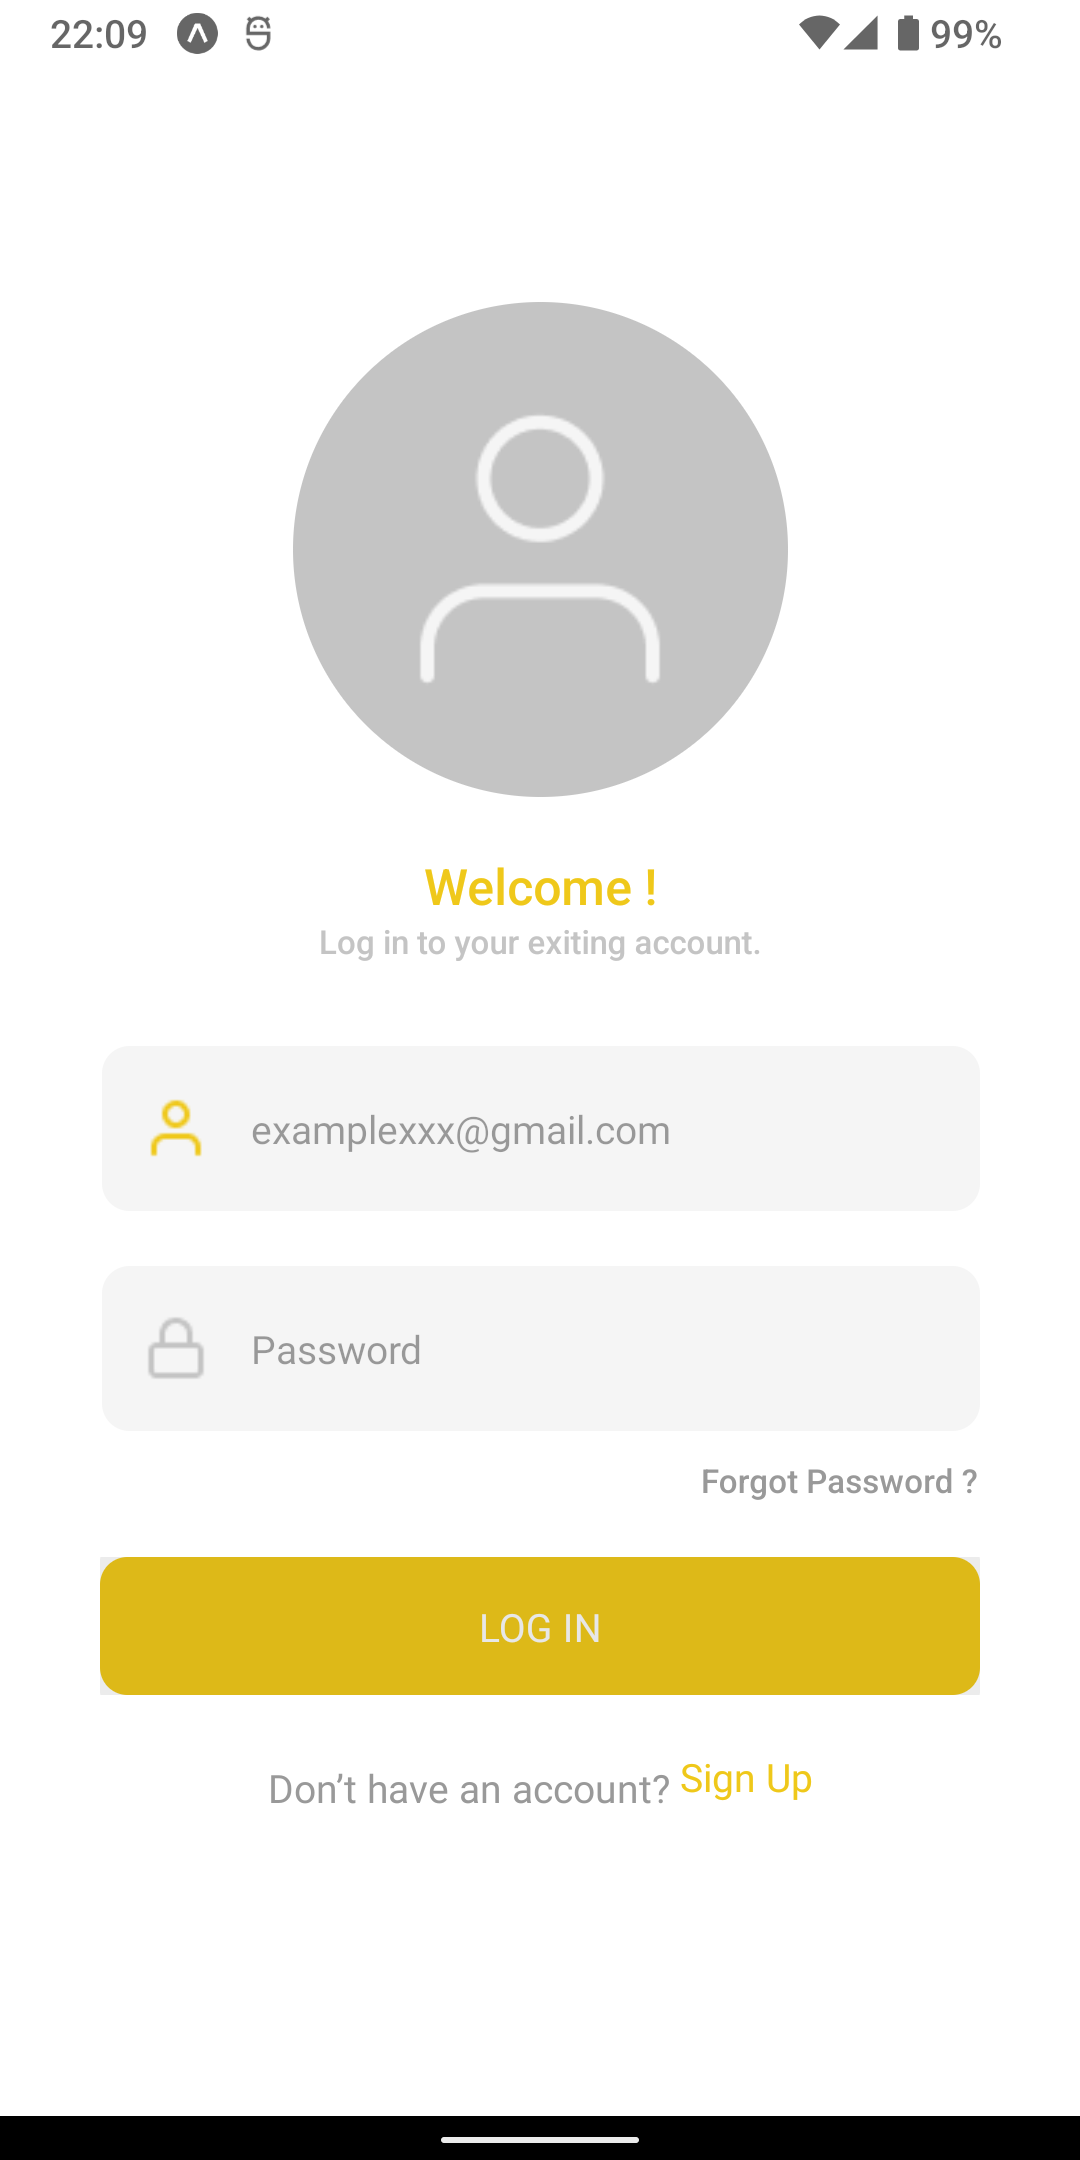 22:09 99%
Welcome !
Log in to your exiting account.
examplexxx@gmail.com
Password
Forgot Password ?
LOG IN
Don’t have an account? Sign Up